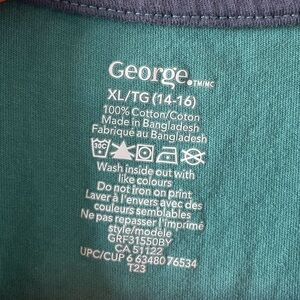 George.TM/MC
XL/TG (14-16)
100% Cotton/Coton
Made in Bangladesh
Fabriqué au Bangladesh
30C
Wash inside out with
like colours
Do not iron on print
Laver à l'envers avec des
couleurs semblables
Ne pas repasser l'imprimé
style/modèle
GRF31550BY
CA 51122
UPC/CUP 6 63480 76534
T23